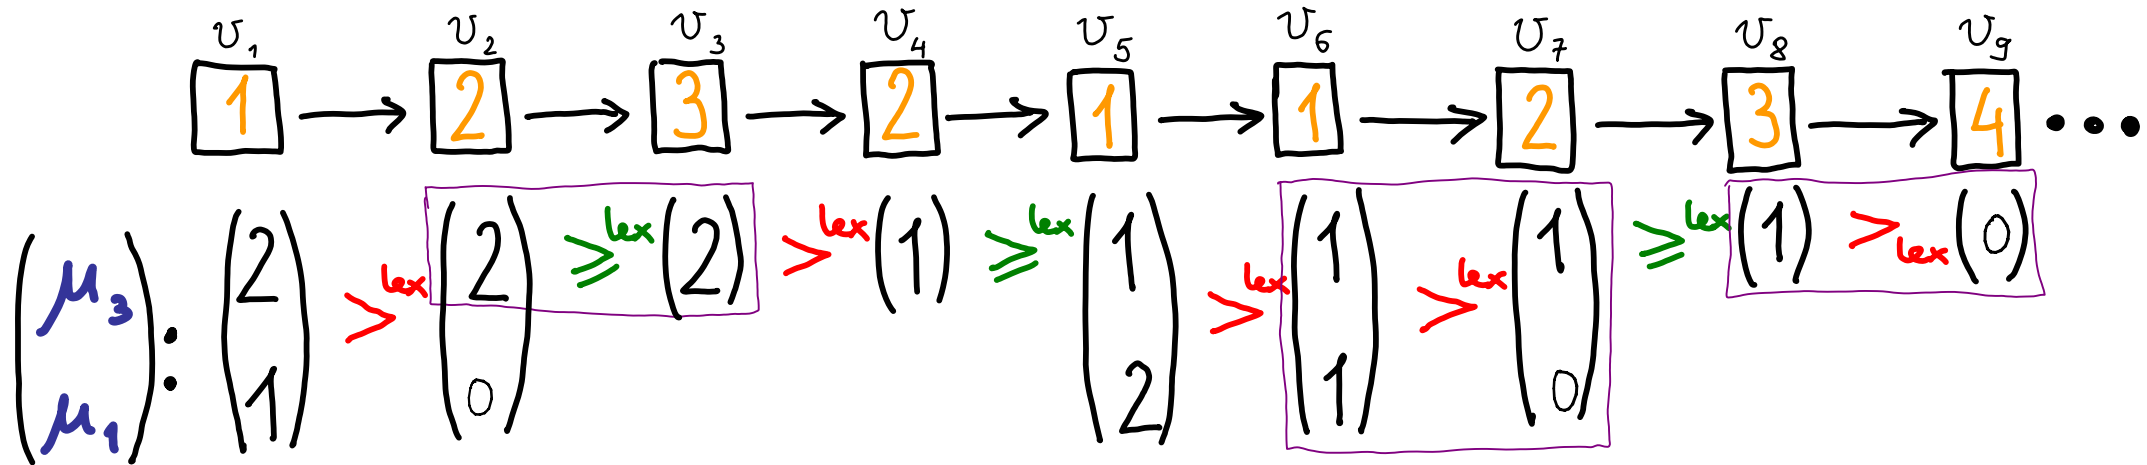 v₁ v₂ v₃ v₄ v₅ v₆ v₇ v₈ v₉
1 → 2 → 3 → 2 → 1 → 1 → 2 → 3 → 4 •••
(μ₃ μ₁) : (2 1) >lex (2 0) ≥lex (2) >lex (1) ≥lex (1 2) >lex (1 1) >lex (1 0) ≥lex (1) >lex (0)